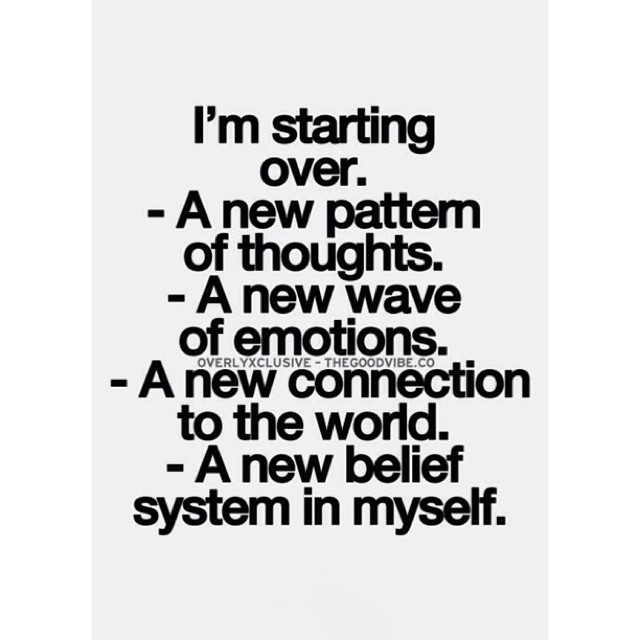 I'm starting
over.
- A new pattern
of thoughts.
- A new wave
of emotions.
OVERLYXCLUSIVE - THEGOODVIBE.CO
- A new connection
to the world.
- A new belief
system in myself.